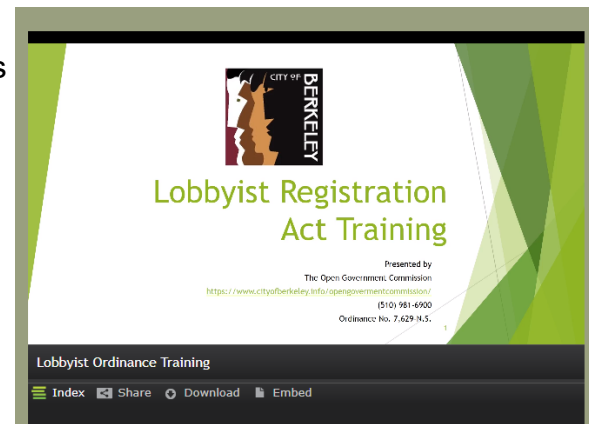 s
CITY OF
BERKELEY
Lobbyist Registration
Act Training
Presented by
The Open Government Commission
https://www.cityofberkeley.info/opengovermentcommission/
(510) 981-6900
Ordinance No. 7,629-N.S.
1
Lobbyist Ordinance Training
Index Share Download Embed